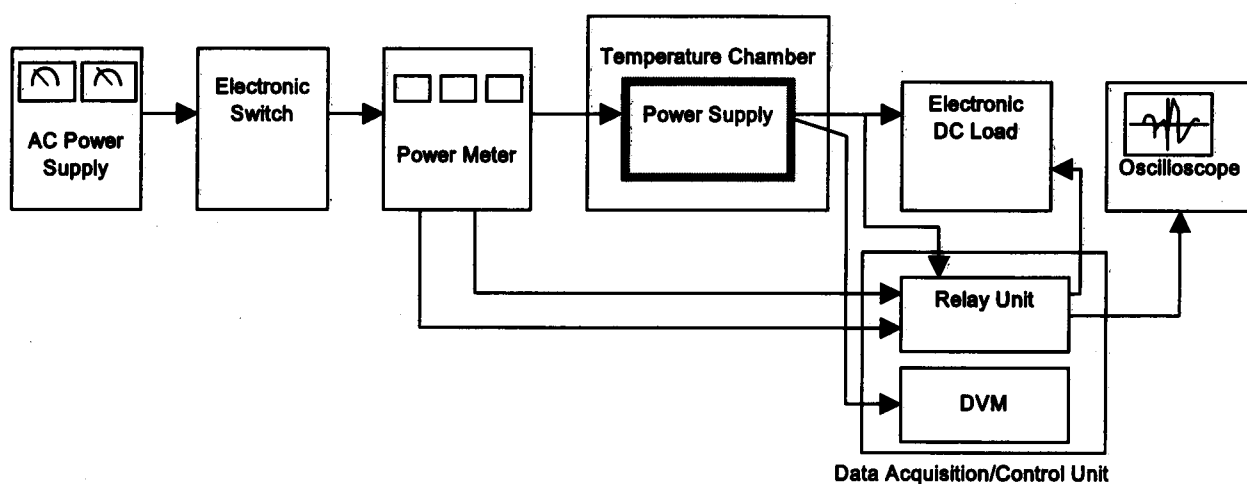 AC Power
Supply
Electronic
Switch
Power Meter
Temperature Chamber
Power Supply
Electronic
DC Load
Oscilloscope
Relay Unit
DVM
Data Acquisition/Control Unit